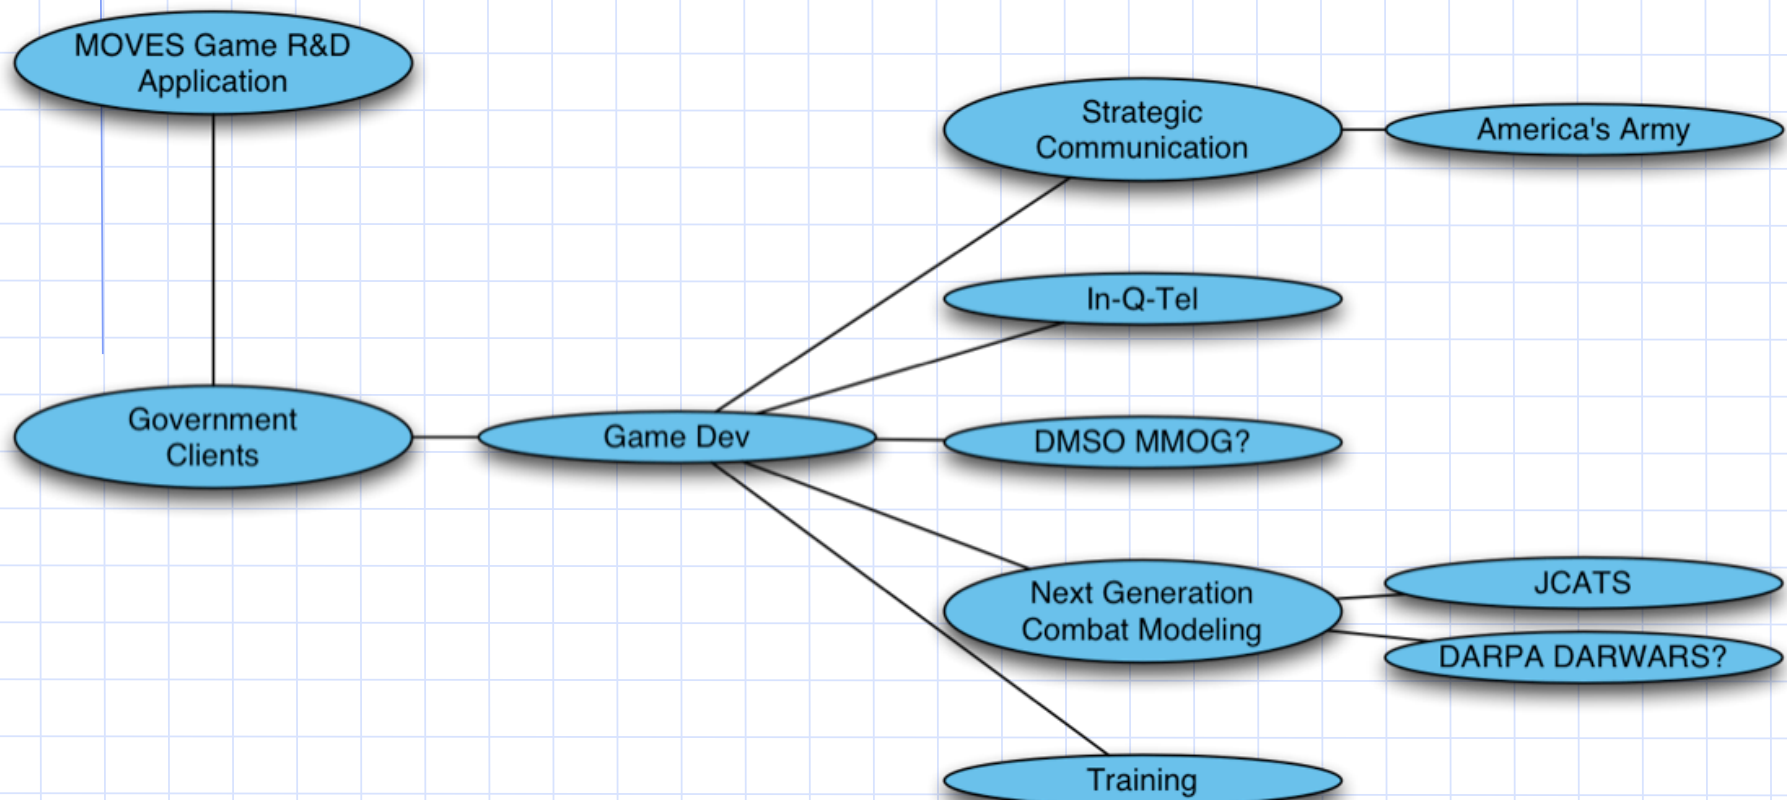 MOVES Game R&D
Application
Strategic
Communication
America's Army
In-Q-Tel
Government
Clients
Game Dev
DMSO MMOG?
Next Generation
Combat Modeling
JCATS
DARPA DARWARS?
Training